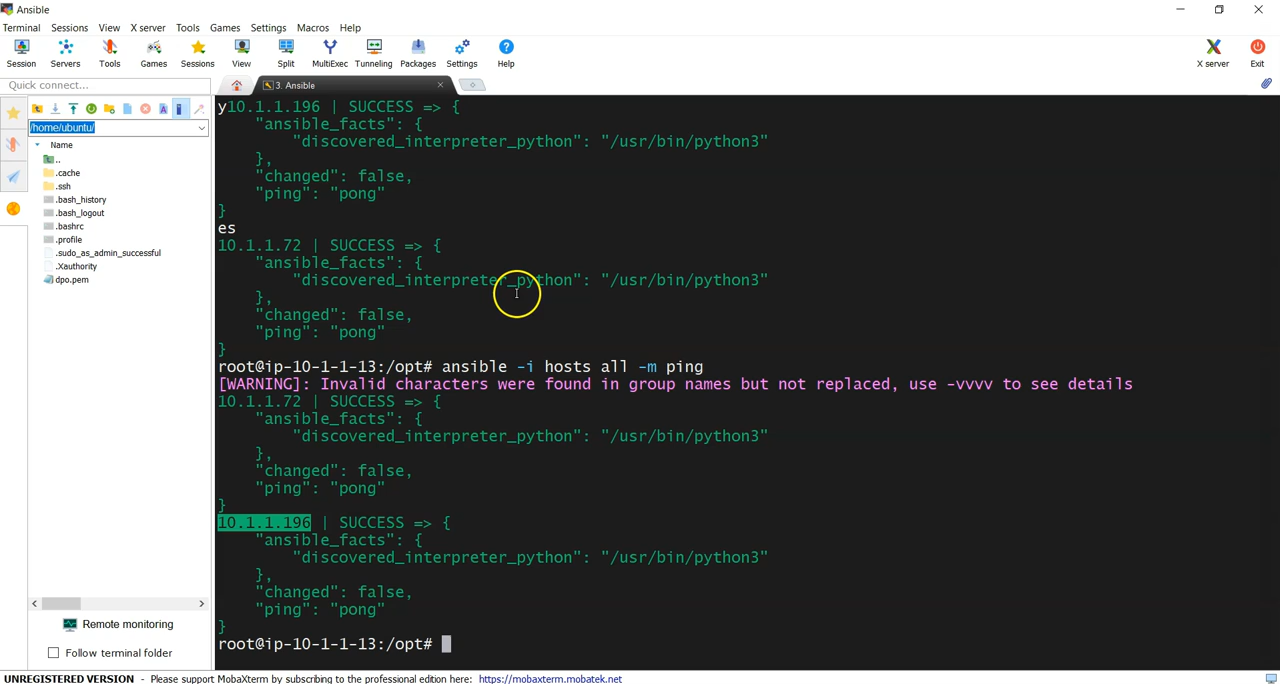 Ansible
Terminal Sessions View X server Tools Games Settings Macros Help
Session Servers Tools Games Sessions View Split MultiExec Tunneling Packages Settings Help X server Exit
Quick connect...
3. Ansible
/home/ubuntu/
Name
..
.cache
.ssh
.bash_history
.bash_logout
.bashrc
.profile
.sudo_as_admin_successful
.Xauthority
dpo.pem
Remote monitoring
Follow terminal folder
y10.1.1.196 | SUCCESS => {
"ansible_facts": {
"discovered_interpreter_python": "/usr/bin/python3"
},
"changed": false,
"ping": "pong"
}
es
10.1.1.72 | SUCCESS => {
"ansible_facts": {
"discovered_interpreter_python": "/usr/bin/python3"
},
"changed": false,
"ping": "pong"
}
root@ip-10-1-1-13:/opt# ansible -i hosts all -m ping
[WARNING]: Invalid characters were found in group names but not replaced, use -vvvv to see details
10.1.1.72 | SUCCESS => {
"ansible_facts": {
"discovered_interpreter_python": "/usr/bin/python3"
},
"changed": false,
"ping": "pong"
}
10.1.1.196 | SUCCESS => {
"ansible_facts": {
"discovered_interpreter_python": "/usr/bin/python3"
},
"changed": false,
"ping": "pong"
}
root@ip-10-1-1-13:/opt#
UNREGISTERED VERSION - Please support MobaXterm by subscribing to the professional edition here: https://mobaxterm.mobatek.net